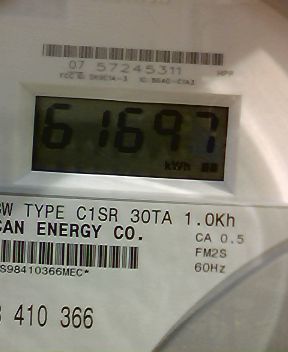 07 57245311
61697
kWh
TYPE C1SR 30TA 1.0Kh
CAN ENERGY CO.
CA 0.5
FM2S
S98410366MEC*
60Hz
410 366